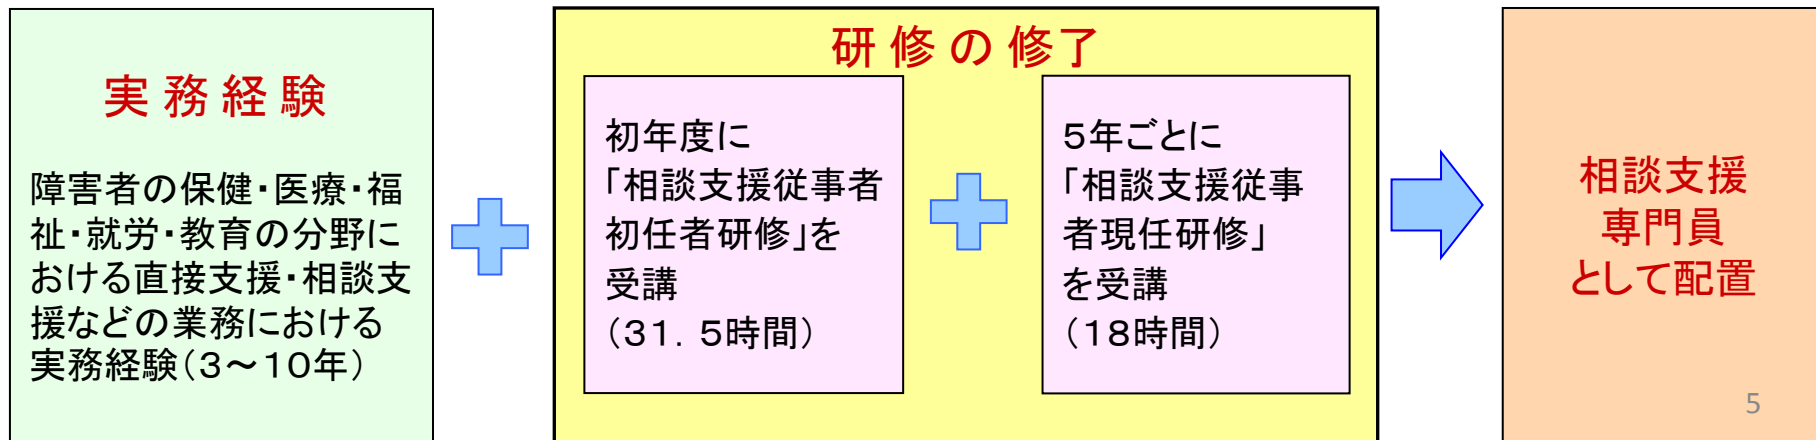 実務経験
障害者の保健・医療・福
祉・就労・教育の分野に
おける直接支援・相談支
援などの業務における
実務経験(3~10年)
研修の修了
初年度に
「相談支援従事者
初任者研修」を
受講
(31.5時間)
5年ごとに
「相談支援従事
者現任研修」
を受講
(18時間)
相談支援
専門員
として配置
5